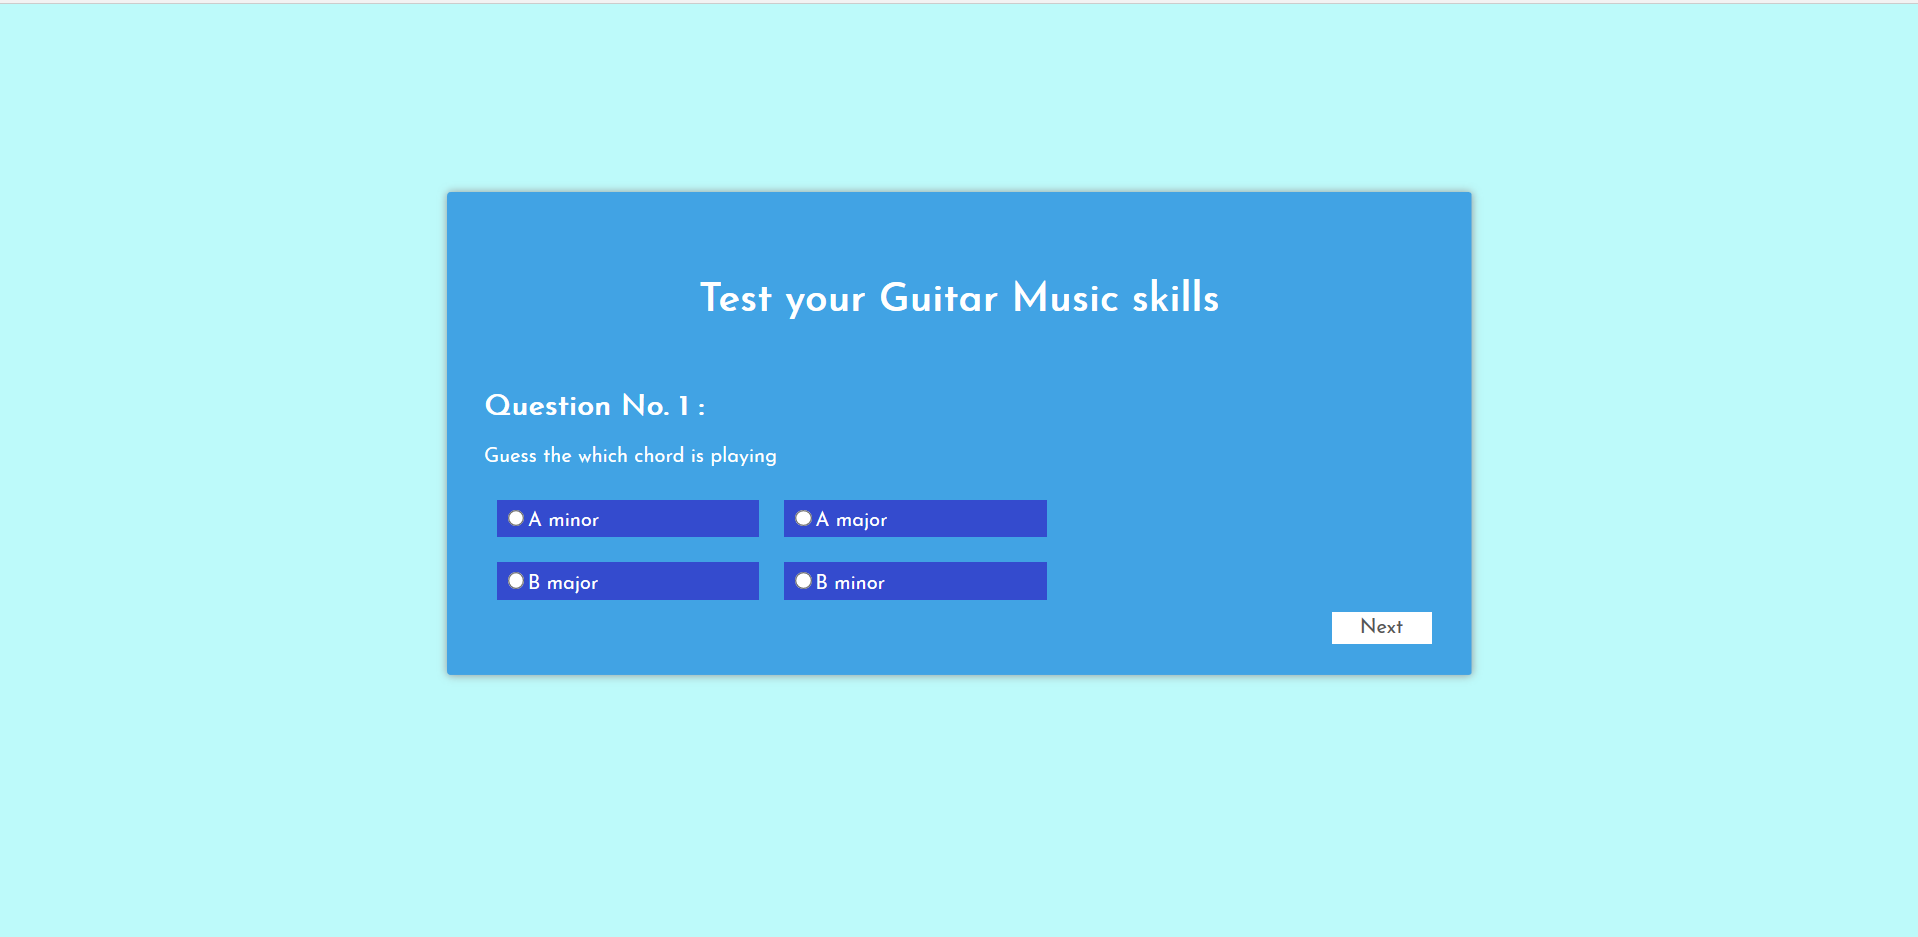 Test your Guitar Music skills
Question No. 1 :
Guess the which chord is playing
A minor
A major
B major
B minor
Next